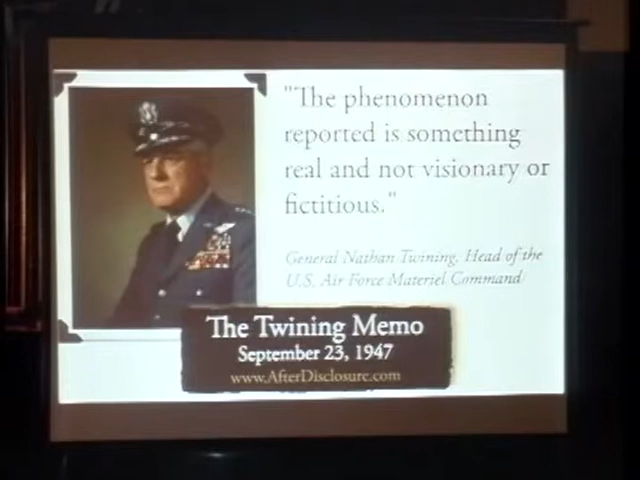 "The phenomenon
reported is something
real and not visionary or
fictitious."
General Nathan Twining, Head of the
U.S. Air Force Materiel Command
The Twining Memo
September 23, 1947
www.AfterDisclosure.com